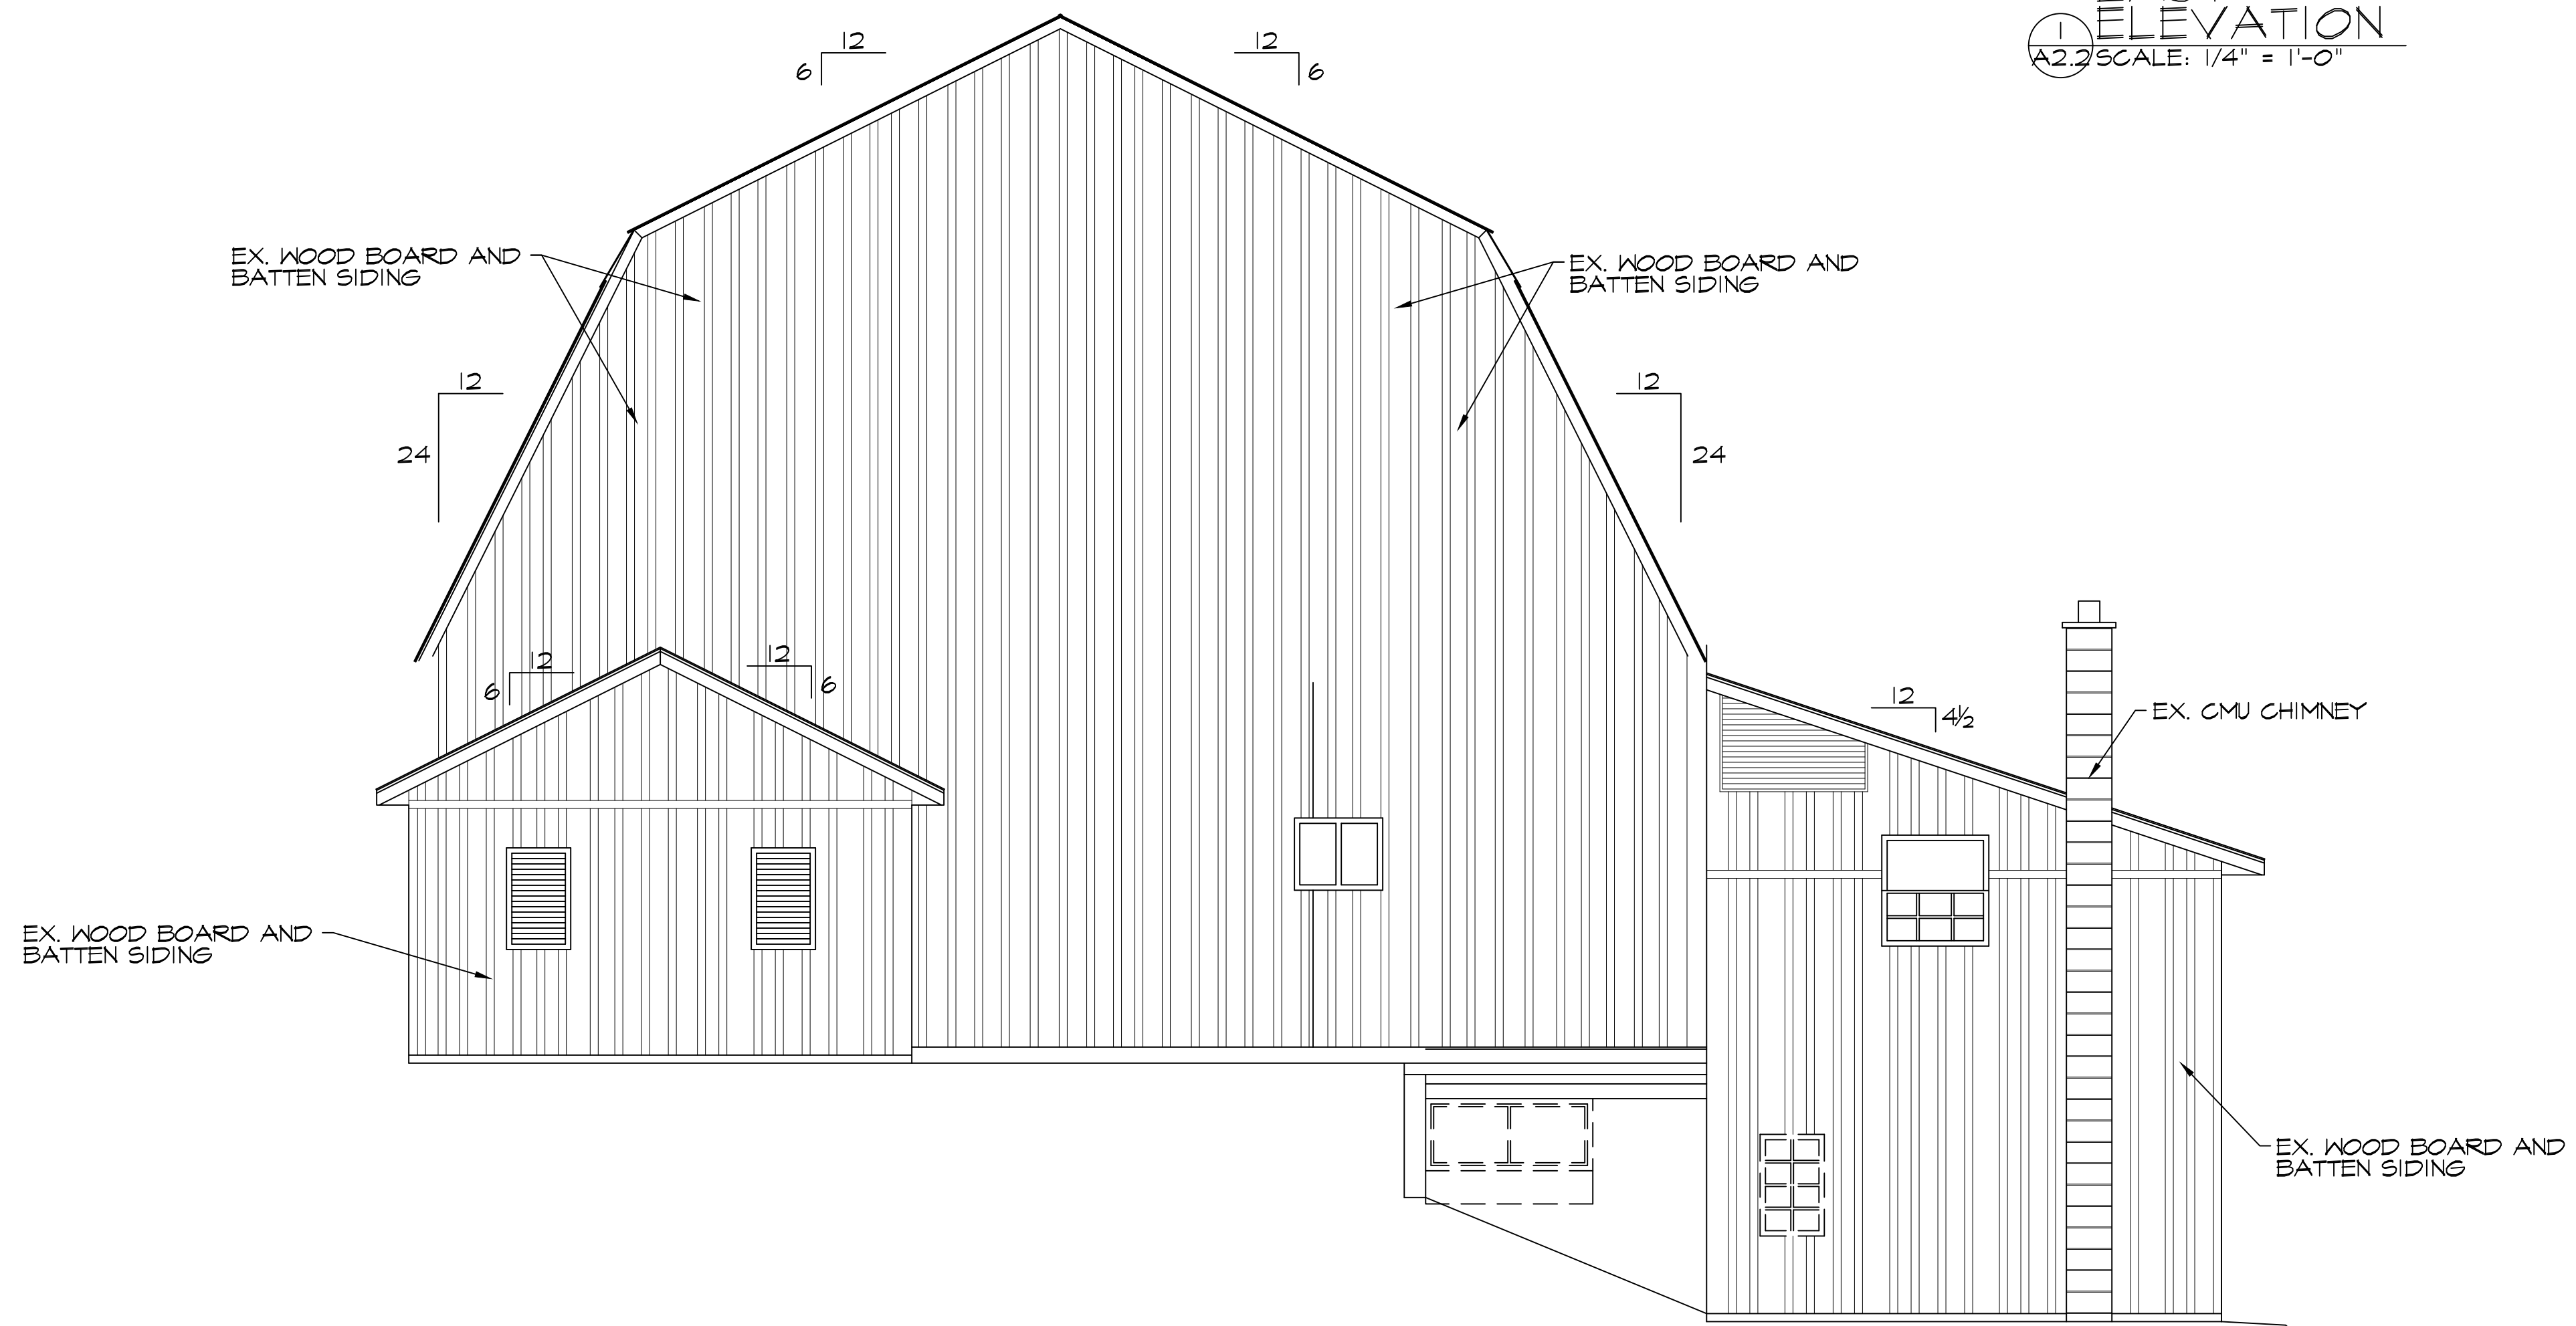 ELEVATION
1
A2.2 SCALE: 1/4" = 1'-0"
12
6
12
6
EX. WOOD BOARD AND
BATTEN SIDING
EX. WOOD BOARD AND
BATTEN SIDING
12
24
12
24
12
6
12
6
12
4½
EX. CMU CHIMNEY
EX. WOOD BOARD AND
BATTEN SIDING
EX. WOOD BOARD AND
BATTEN SIDING